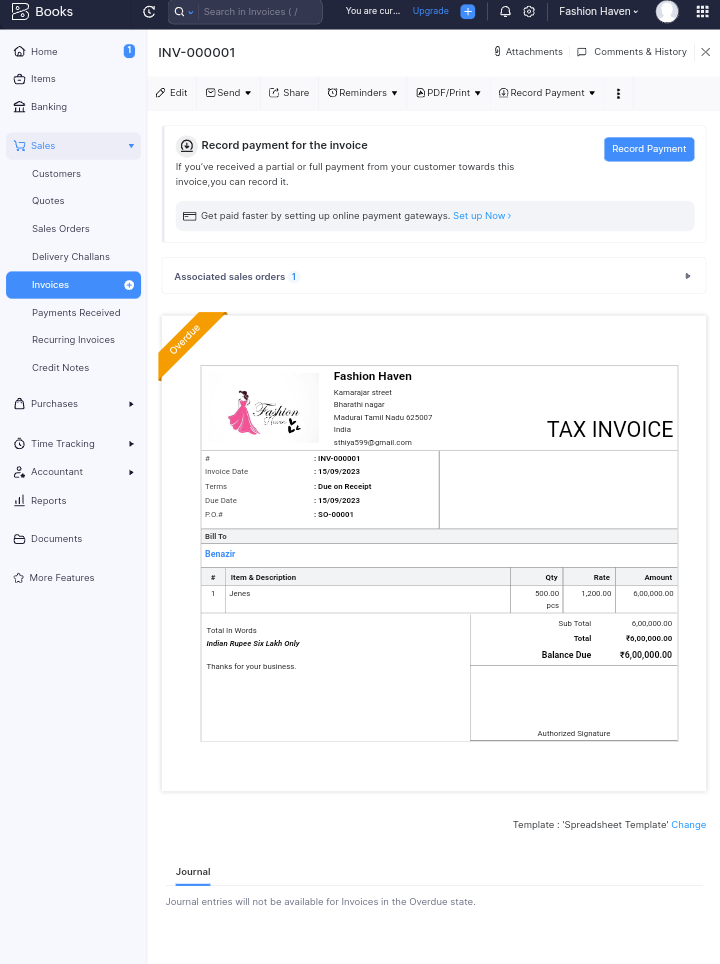 Books
Search in Invoices ( /
You are cur... Upgrade
Fashion Haven
INV-000001
Attachments
Comments & History
Home 1
Items
Banking
Sales
Customers
Quotes
Sales Orders
Delivery Challans
Invoices
Payments Received
Recurring Invoices
Credit Notes
Purchases
Time Tracking
Accountant
Reports
Documents
More Features
Edit
Send
Share
Reminders
PDF/Print
Record Payment
Record payment for the invoice
If you've received a partial or full payment from your customer towards this
invoice,you can record it.
Record Payment
Get paid faster by setting up online payment gateways. Set up Now ›
Associated sales orders 1
Overdue
Fashion
Haven
Fashion Haven
Kamarajar street
Bharathi nagar
Madurai Tamil Nadu 625007
India
sthiya599@gmail.com
TAX INVOICE
# : INV-000001
Invoice Date : 15/09/2023
Terms : Due on Receipt
Due Date : 15/09/2023
P.O.# : SO-00001
Bill To
Benazir
# Item & Description Qty Rate Amount
1 Jenes 500.00 1,200.00 6,00,000.00
pcs
Sub Total 6,00,000.00
Total ₹6,00,000.00
Balance Due ₹6,00,000.00
Total In Words
Indian Rupee Six Lakh Only
Thanks for your business.
Authorized Signature
Template : 'Spreadsheet Template' Change
Journal
Journal entries will not be available for Invoices in the Overdue state.